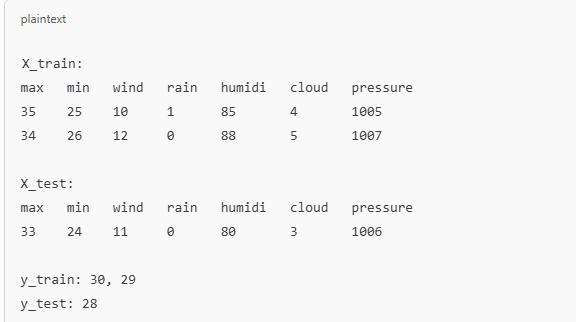 plaintext
X_train:
max min wind rain humidi cloud pressure
35 25 10 1 85 4 1005
34 26 12 0 88 5 1007
X_test:
max min wind rain humidi cloud pressure
33 24 11 0 80 3 1006
y_train: 30, 29
y_test: 28